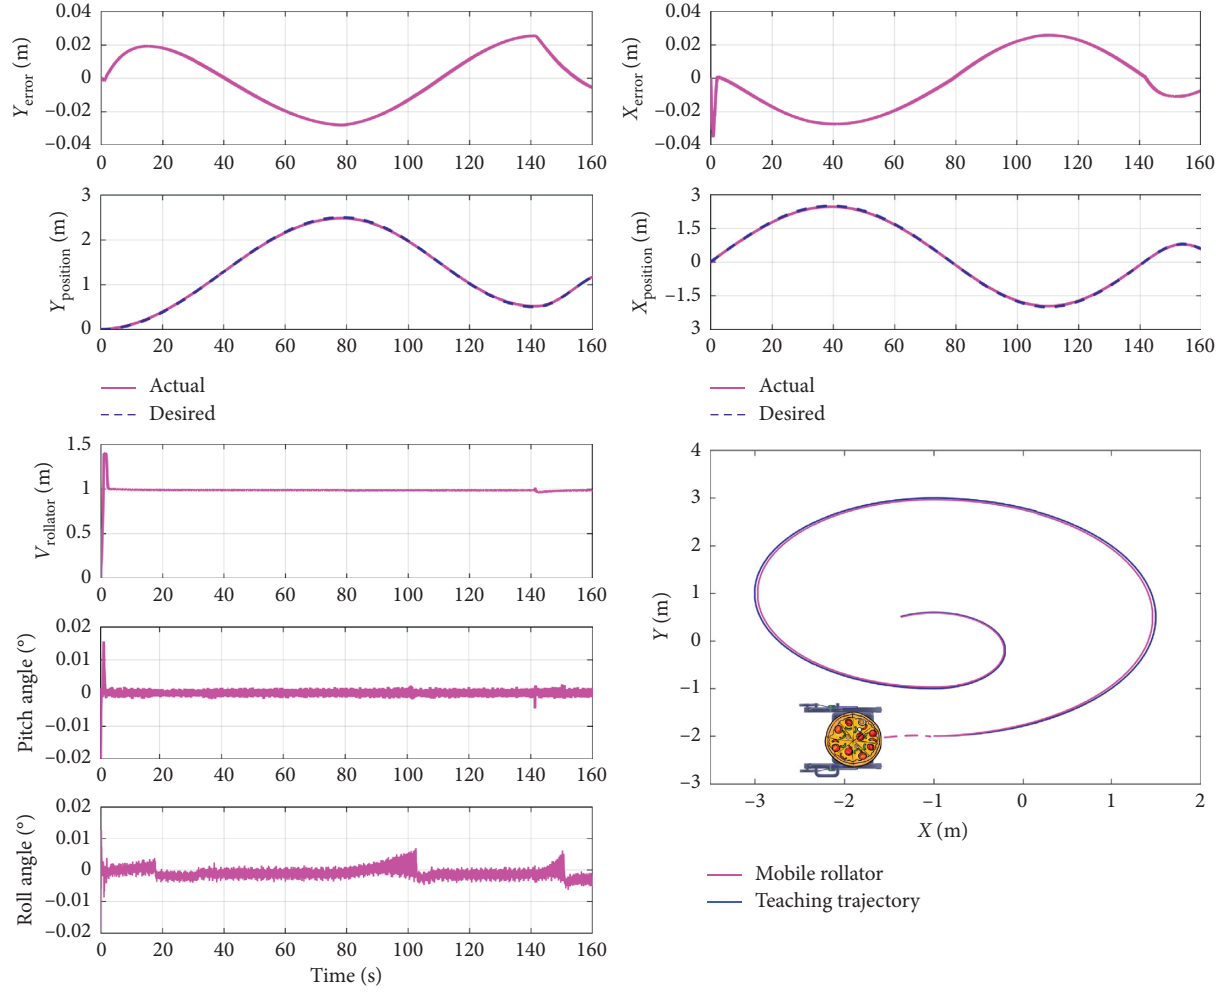 0.04
0.02
0
−0.02
−0.04
Y error (m)
0 20 40 60 80 100 120 140 160
0.04
0.02
0
−0.02
−0.04
X error (m)
0 20 40 60 80 100 120 140 160
3
2
1
0
Y position (m)
0 20 40 60 80 100 120 140 160
Actual
Desired
3
1.5
0
−1.5
3
X position (m)
0 20 40 60 80 100 120 140 160
Actual
Desired
1.5
1
0.5
0
V rollator (m)
0 20 40 60 80 100 120 140 160
0.02
0.01
0
−0.01
−0.02
Pitch angle (°)
0 20 40 60 80 100 120 140 160
0.02
0.01
0
−0.01
−0.02
Roll angle (°)
0 20 40 60 80 100 120 140 160
Time (s)
4
3
2
1
0
−1
−2
−3
Y (m)
−3 −2 −1 0 1 2
X (m)
Mobile rollator
Teaching trajectory